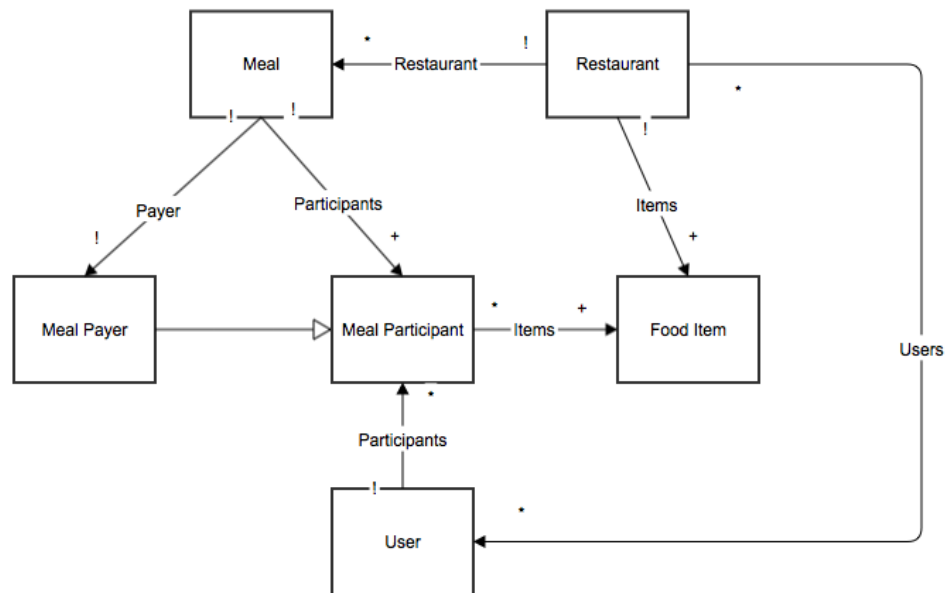 * !
Meal Restaurant Restaurant
*
! ! !
Participants Items
Payer
! + +
* +
Meal Payer Meal Participant Items Food Item
Users
*
Participants
!
*
User